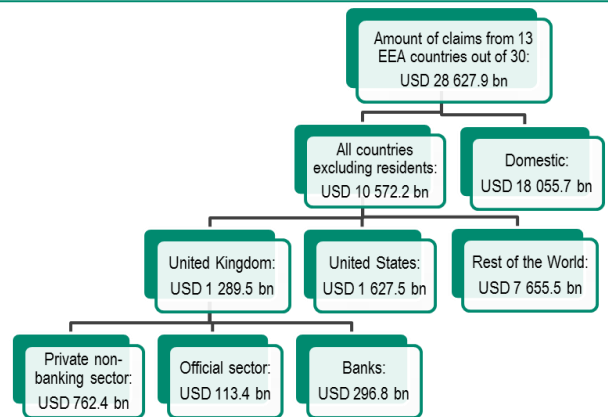 Amount of claims from 13
EEA countries out of 30:
USD 28 627.9 bn
All countries
excluding residents:
USD 10 572.2 bn
Domestic:
USD 18 055.7 bn
United Kingdom:
USD 1 289.5 bn
United States:
USD 1 627.5 bn
Rest of the World:
USD 7 655.5 bn
Private non-
banking sector:
USD 762.4 bn
Official sector:
USD 113.4 bn
Banks:
USD 296.8 bn